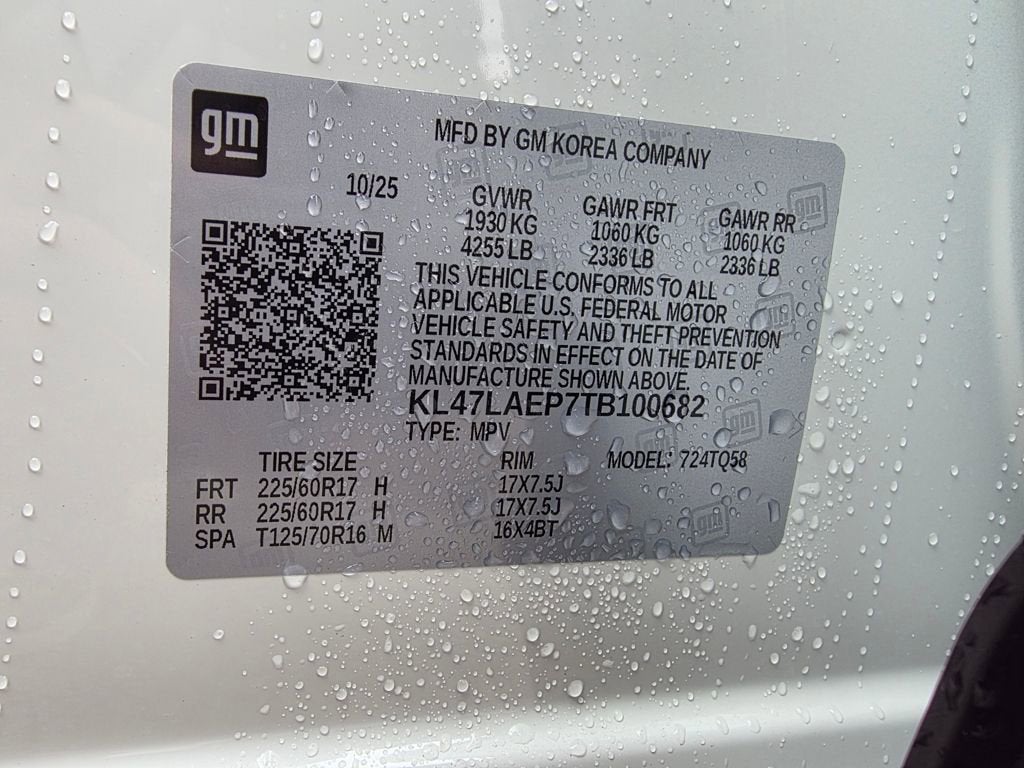 gm
MFD BY GM KOREA COMPANY
10/25
GVWR GAWR FRT GAWR RR
1930 KG 1060 KG 1060 KG
4255 LB 2336 LB 2336 LB
THIS VEHICLE CONFORMS TO ALL
APPLICABLE U.S. FEDERAL MOTOR
VEHICLE SAFETY AND THEFT PREVENTION
STANDARDS IN EFFECT ON THE DATE OF
MANUFACTURE SHOWN ABOVE.
KL47LAEP7TB100682
TYPE: MPV
TIRE SIZE RIM MODEL: 724TQ58
FRT 225/60R17 H 17X7.5J
RR 225/60R17 H 17X7.5J
SPA T125/70R16 M 16X4BT